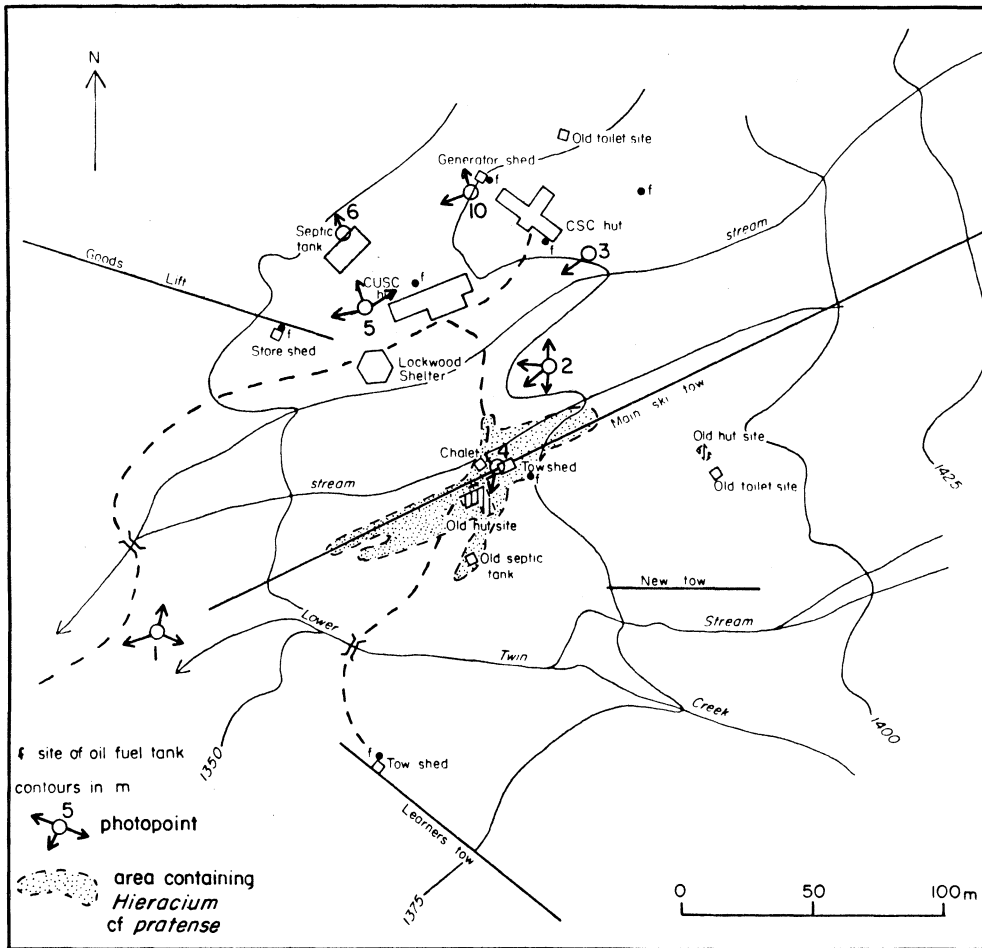 N
Old toilet site
Generator shed
f
f
10
6
Septic
tank
CSC hut
f
3
stream
Goods
Lift
CUSC
f
5
Store shed
Lockwood
Shelter
2
Main ski tow
Old hut site
Old toilet site
1425
Chalet
4
Tow shed
f
stream
Old hut site
Old septic
tank
New tow
Lower
Stream
Twin
Creek
1
1400
1350
f site of oil fuel tank
f
Tow shed
contours in m
5
photopoint
Learners tow
area containing
Hieracium
cf pratense
1375
0 50 100 m